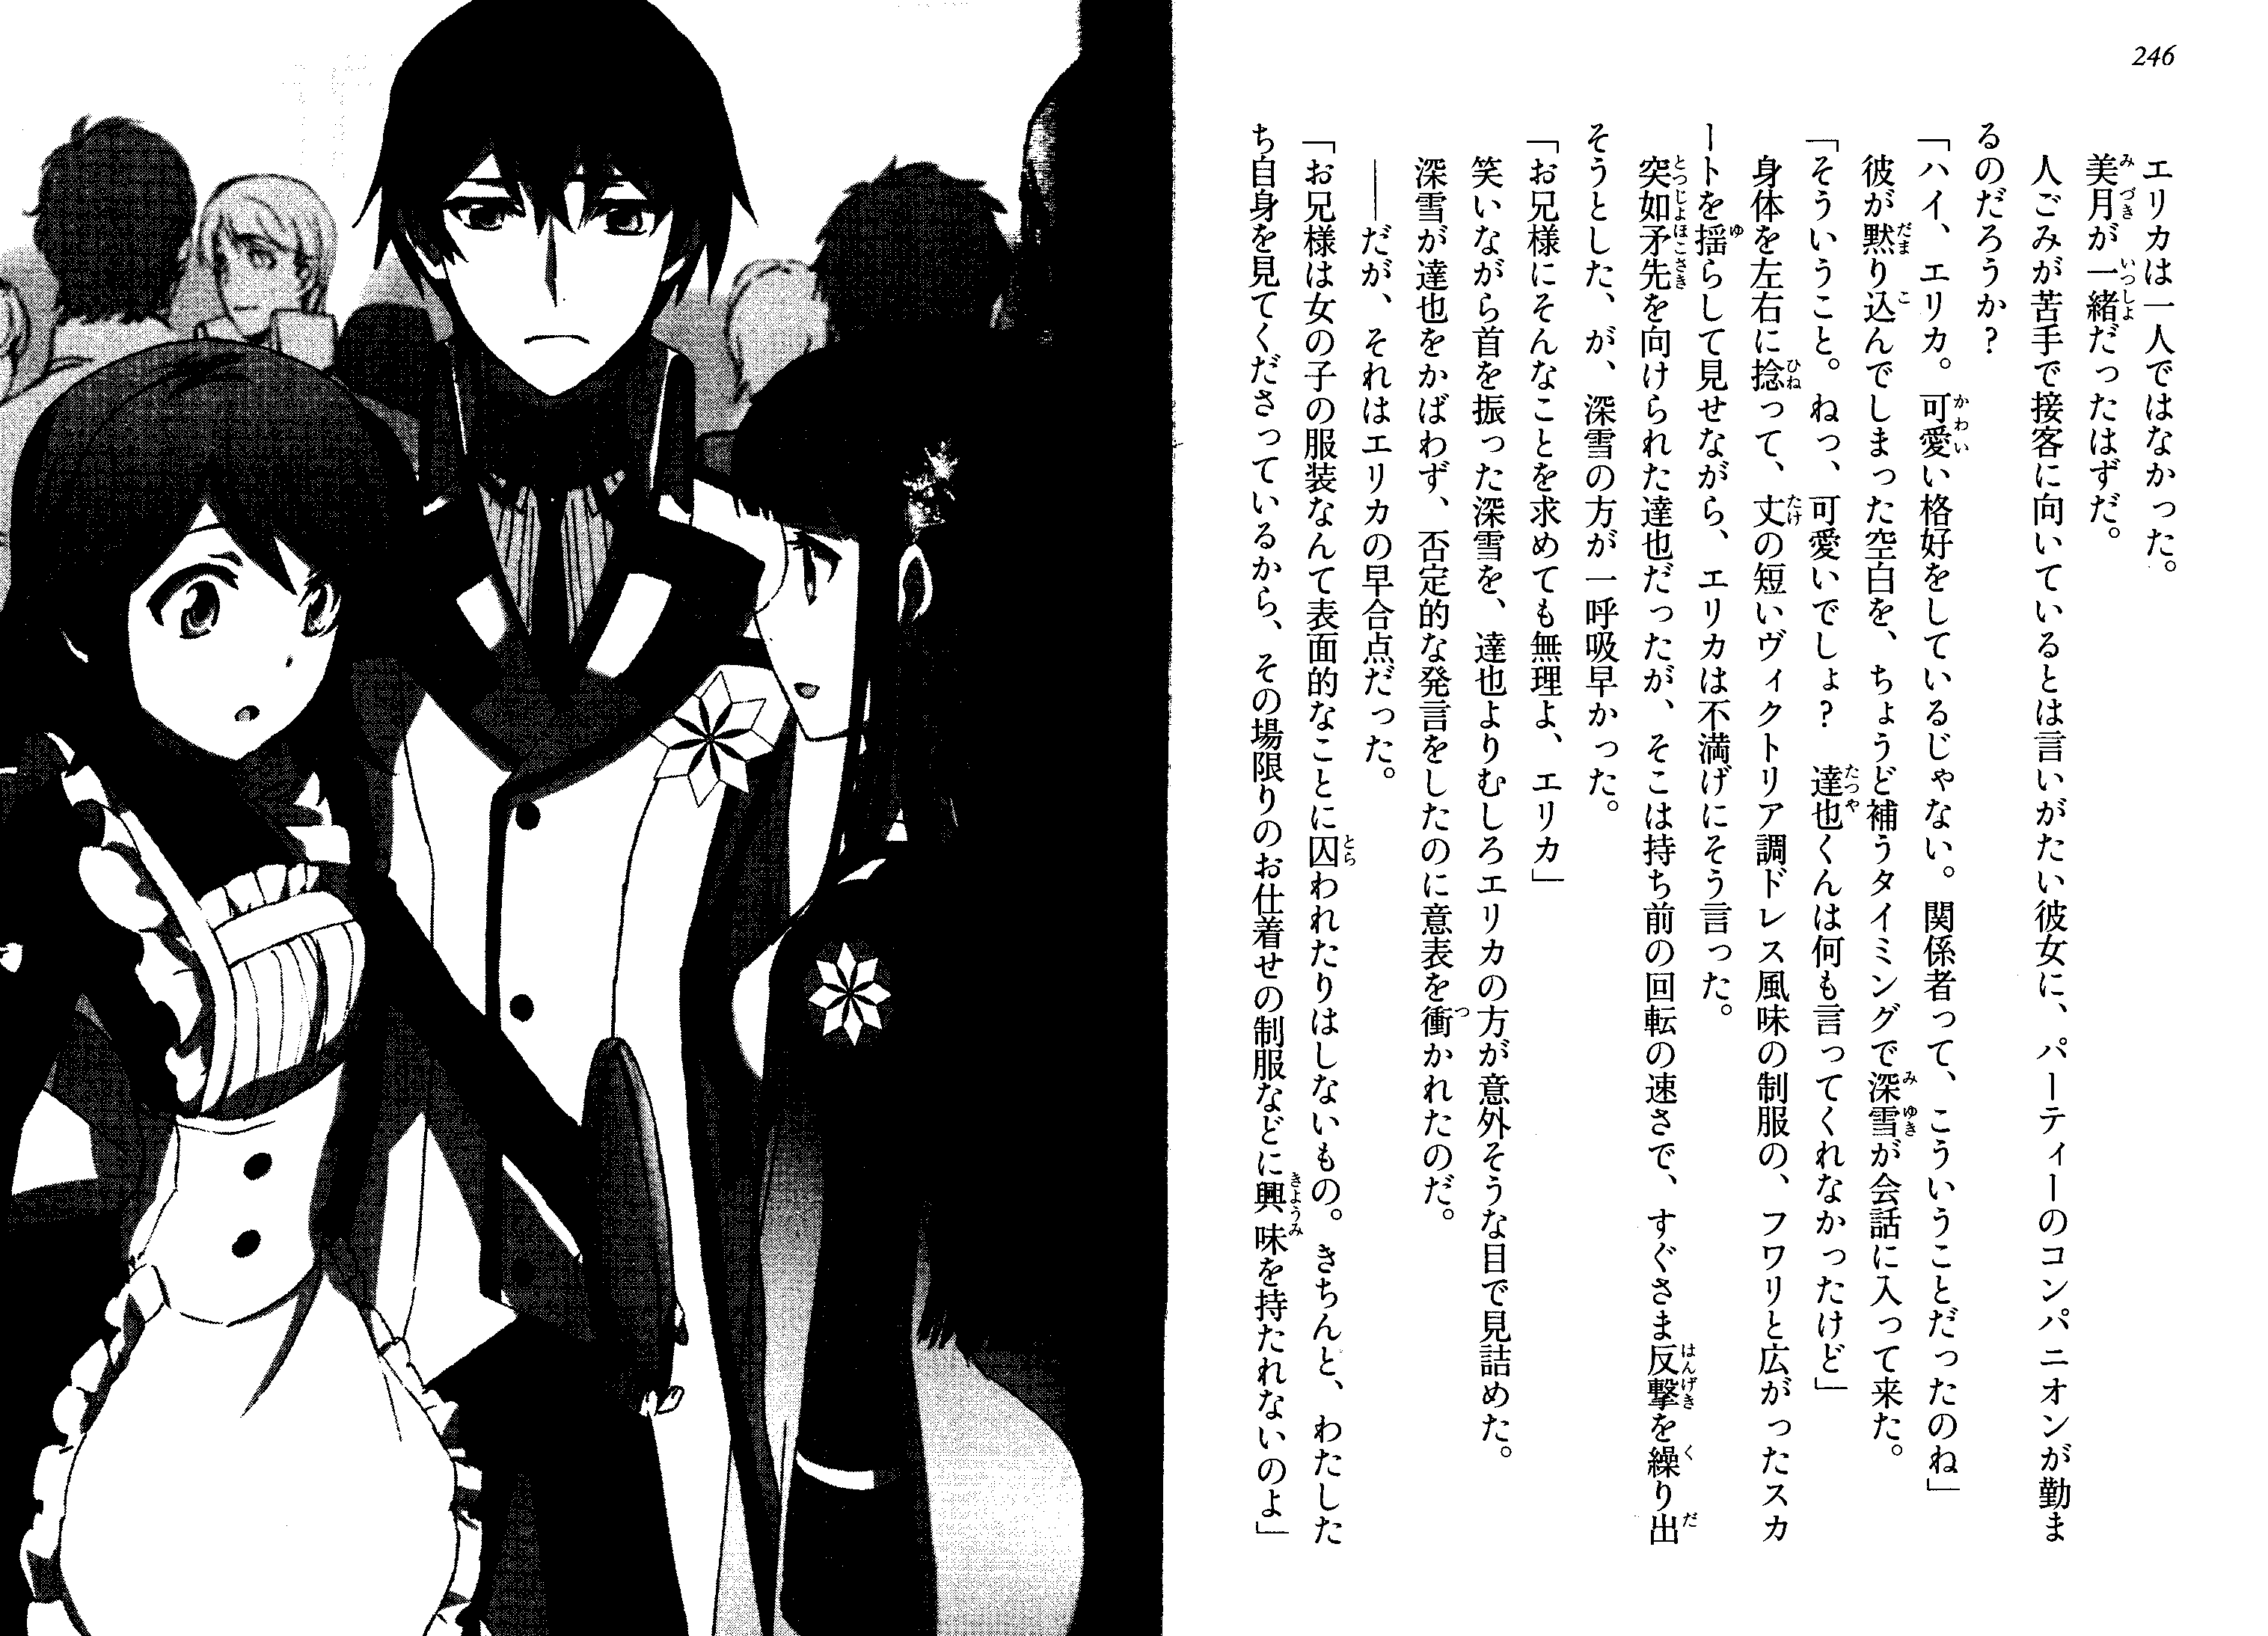 246
エリカは一人ではなかった。
美月が一緒だったはずだ。
人ごみが苦手で接客に向いているとは言いがたい彼女に、パーティーのコンパニオンが勤ま
るのだろうか？
「ハイ、エリカ。可愛い格好をしているじゃない。関係者って、こういうことだったのね」
彼が黙り込んでしまった空白を、ちょうど補うタイミングで深雪が会話に入って来た。
「そういうこと。ねっ、可愛いでしょ？　達也くんは何も言ってくれなかったけど」
身体を左右に捻って、丈の短いヴィクトリア調ドレス風味の制服の、フワリと広がったスカ
ートを揺らして見せながら、エリカは不満げにそう言った。
突如矛先を向けられた達也だったが、そこは持ち前の回転の速さで、すぐさま反撃を繰り出
そうとした、が、深雪の方が一呼吸早かった。
「お兄様にそんなことを求めても無理よ、エリカ」
笑いながら首を振った深雪を、達也よりむしろエリカの方が意外そうな目で見詰めた。
深雪が達也をかばわず、否定的な発言をしたのに意表を衝かれたのだ。
――だが、それはエリカの早合点だった。
「お兄様は女の子の服装なんて表面的なことに囚われたりはしないもの。きちんと、わたした
ち自身を見てくださっているから、その場限りのお仕着せの制服などに興味を持たれないのよ」